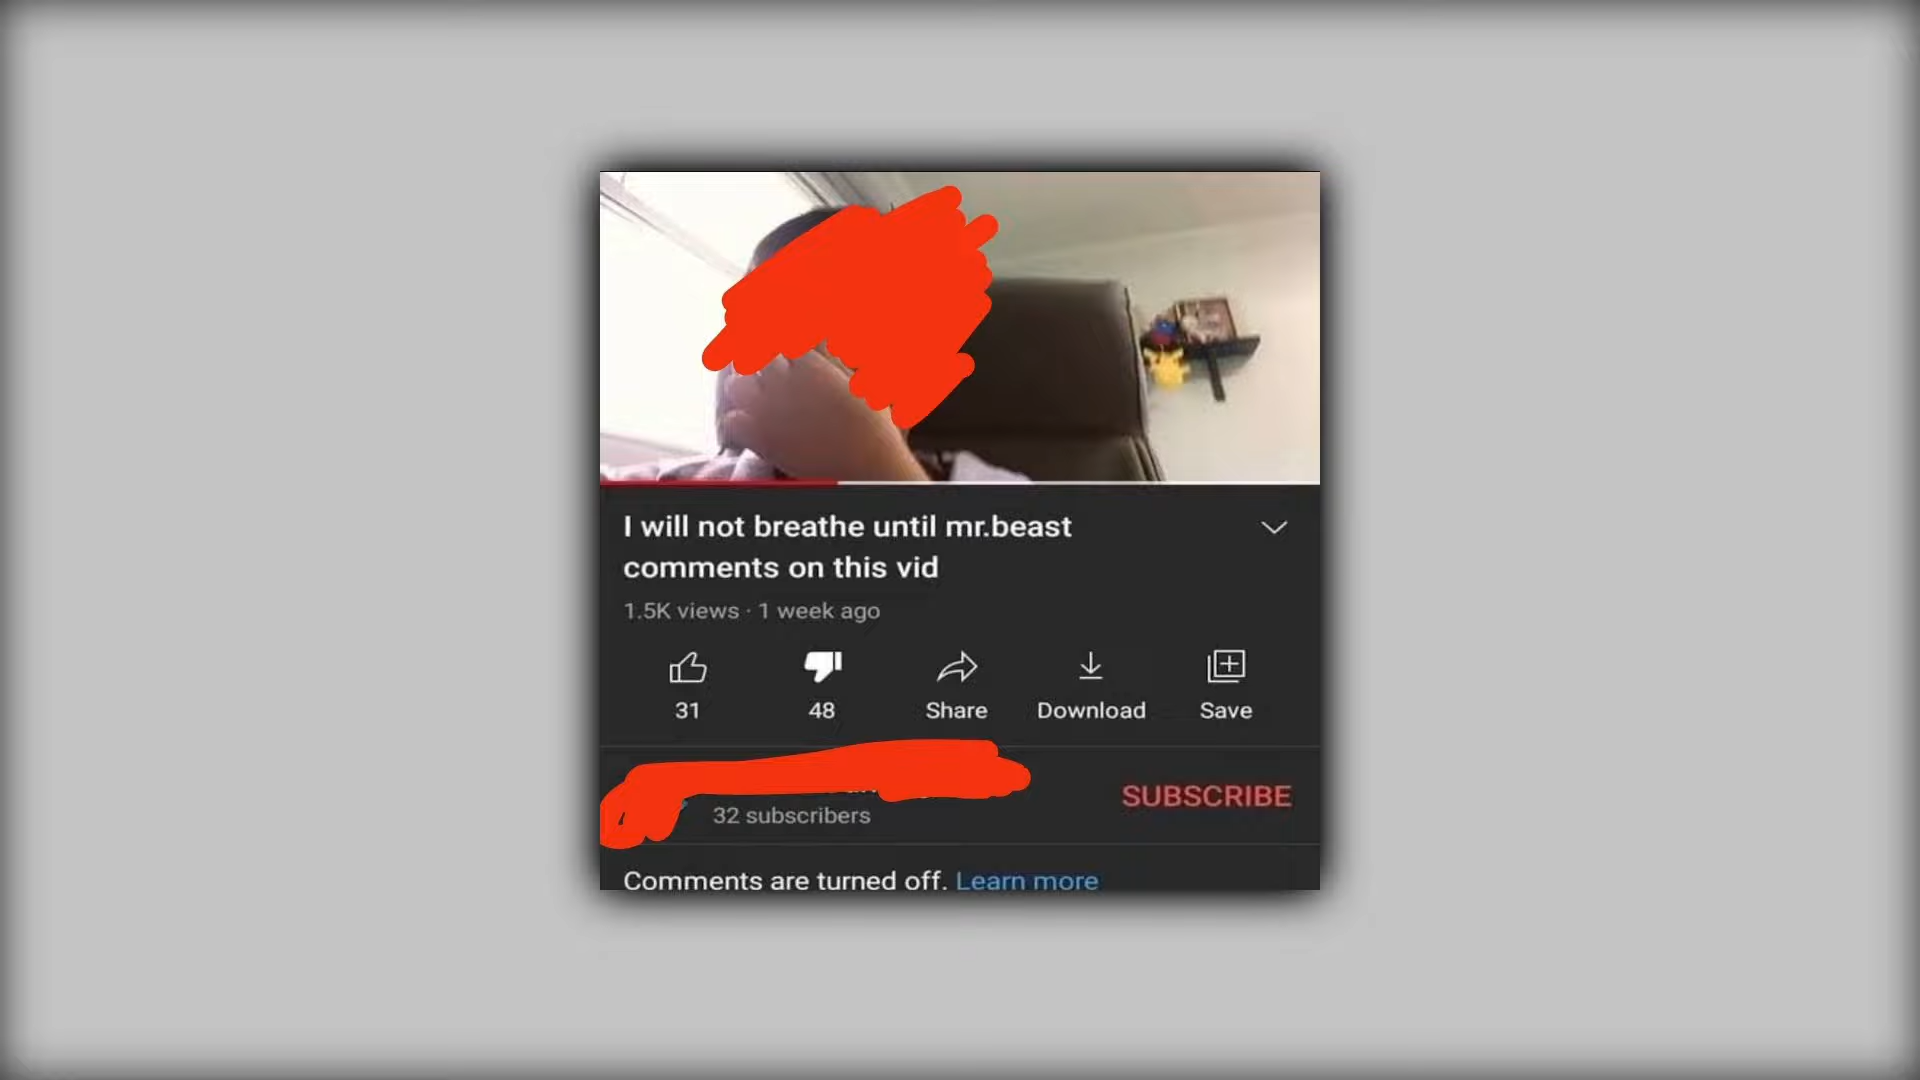 I will not breathe until mr.beast
comments on this vid
1.5K views · 1 week ago
31
48
Share
Download
Save
32 subscribers
SUBSCRIBE
Comments are turned off. Learn more